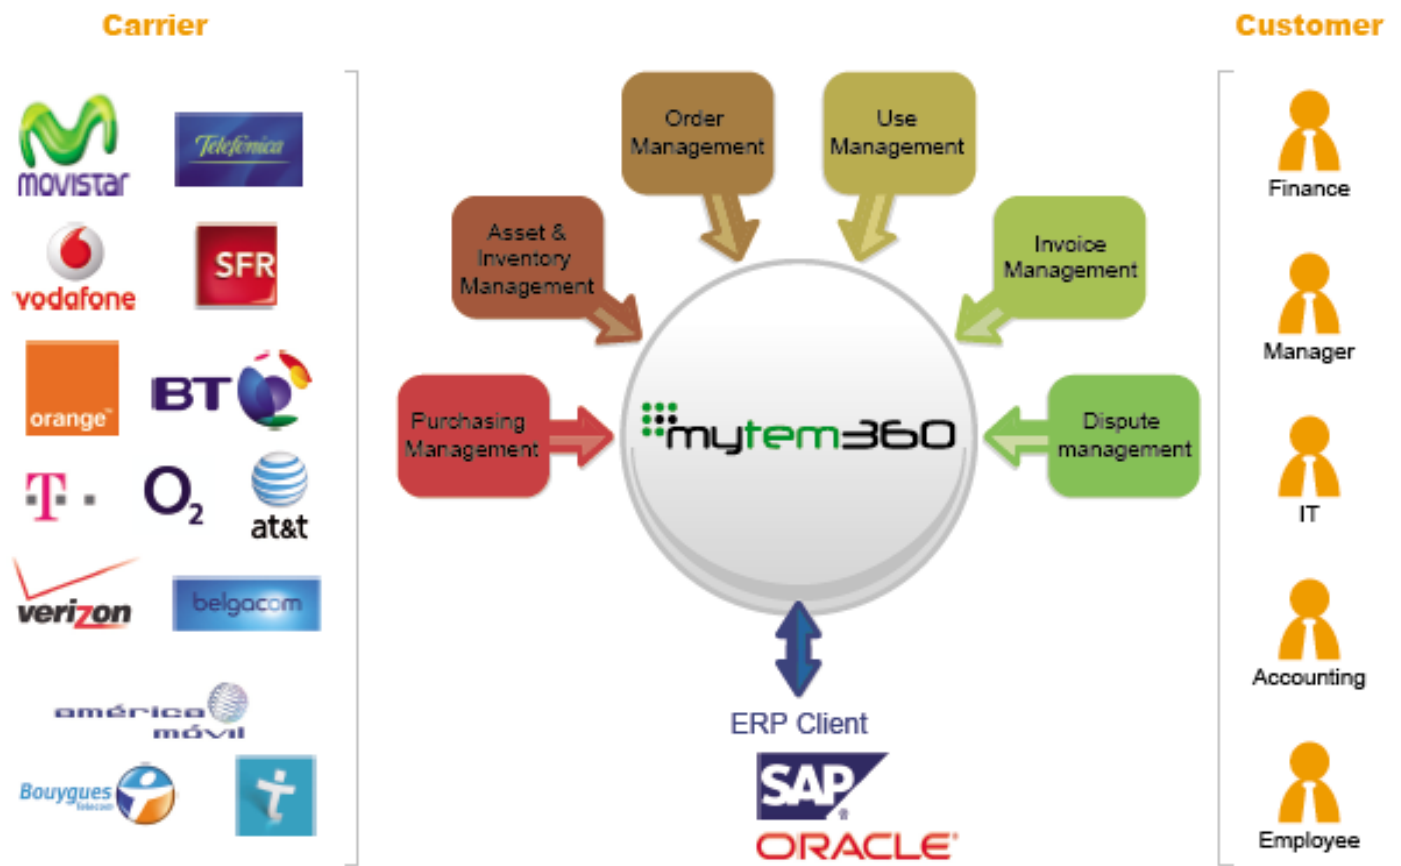 Carrier
Customer
movistar
Telefónica
vodafone
SFR
orange™
BT
T
O2
at&t
verizon
belgacom
américa
móvil
Bouygues
Telecom
t
Order
Management
Use
Management
Asset &
Inventory
Management
Invoice
Management
Purchasing
Management
Dispute
management
mytem360
ERP Client
SAP®
ORACLE®
Finance
Manager
IT
Accounting
Employee